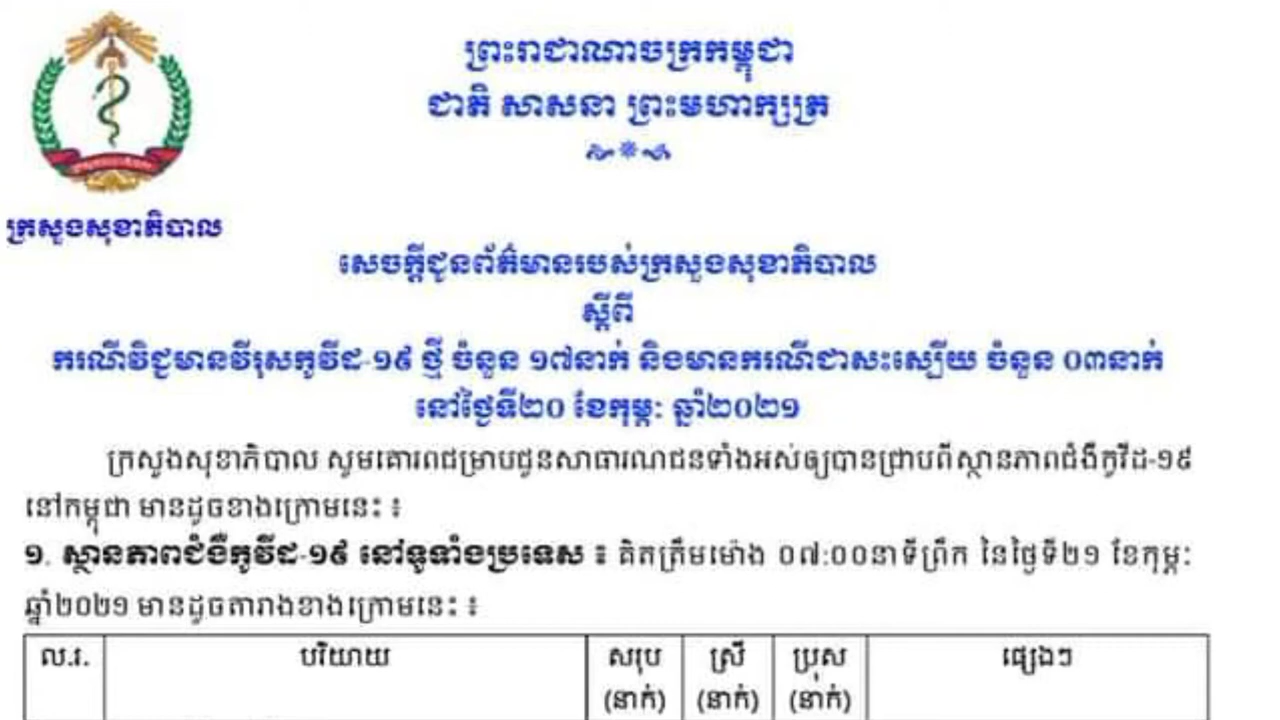 ព្រះរាជាណាចក្រកម្ពុជា
ជាតិ សាសនា ព្រះមហាក្សត្រ
ក្រសួងសុខាភិបាល
សេចក្តីជូនព័ត៌មានរបស់ក្រសួងសុខាភិបាល
ស្តីពី
ករណីវិជ្ជមានវីរុសកូវីដ-១៩ ថ្មី ចំនួន ១៧នាក់ និងមានករណីជាសះស្បើយ ចំនួន ០៣នាក់
នៅថ្ងៃទី២០ ខែកុម្ភៈ ឆ្នាំ២០២១
ក្រសួងសុខាភិបាល សូមគោរពជម្រាបជូនសាធារណជនទាំងអស់ឲ្យបានជ្រាបពីស្ថានភាពជំងឺកូវីដ-១៩
នៅកម្ពុជា មានដូចខាងក្រោមនេះ ៖
១. ស្ថានភាពជំងឺកូវីដ-១៩ នៅទូទាំងប្រទេស ៖ គិតត្រឹមម៉ោង ០៧:០០នាទីព្រឹក នៃថ្ងៃទី២១ ខែកុម្ភៈ
ឆ្នាំ២០២១ មានដូចតារាងខាងក្រោមនេះ ៖
ល.រ. បរិយាយ សរុប (នាក់) ស្រី (នាក់) ប្រុស (នាក់) ផ្សេងៗ